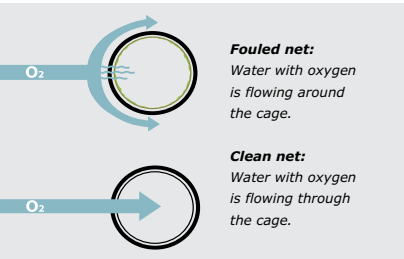 Fouled net:
O₂
Water with oxygen
is flowing around
the cage.
Clean net:
Water with oxygen
O₂
is flowing through
the cage.